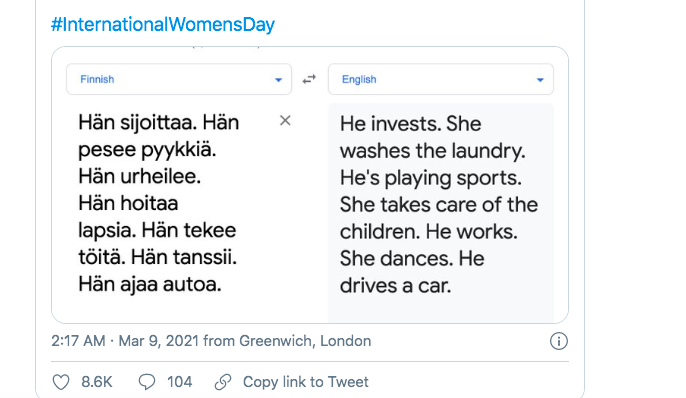 #InternationalWomensDay
Finnish
English
Hän sijoittaa. Hän
pesee pyykkiä.
Hän urheilee.
Hän hoitaa
lapsia. Hän tekee
töitä. Hän tanssii.
Hän ajaa autoa.
He invests. She
washes the laundry.
He's playing sports.
She takes care of the
children. He works.
She dances. He
drives a car.
2:17 AM · Mar 9, 2021 from Greenwich, London
8.6K 104 Copy link to Tweet